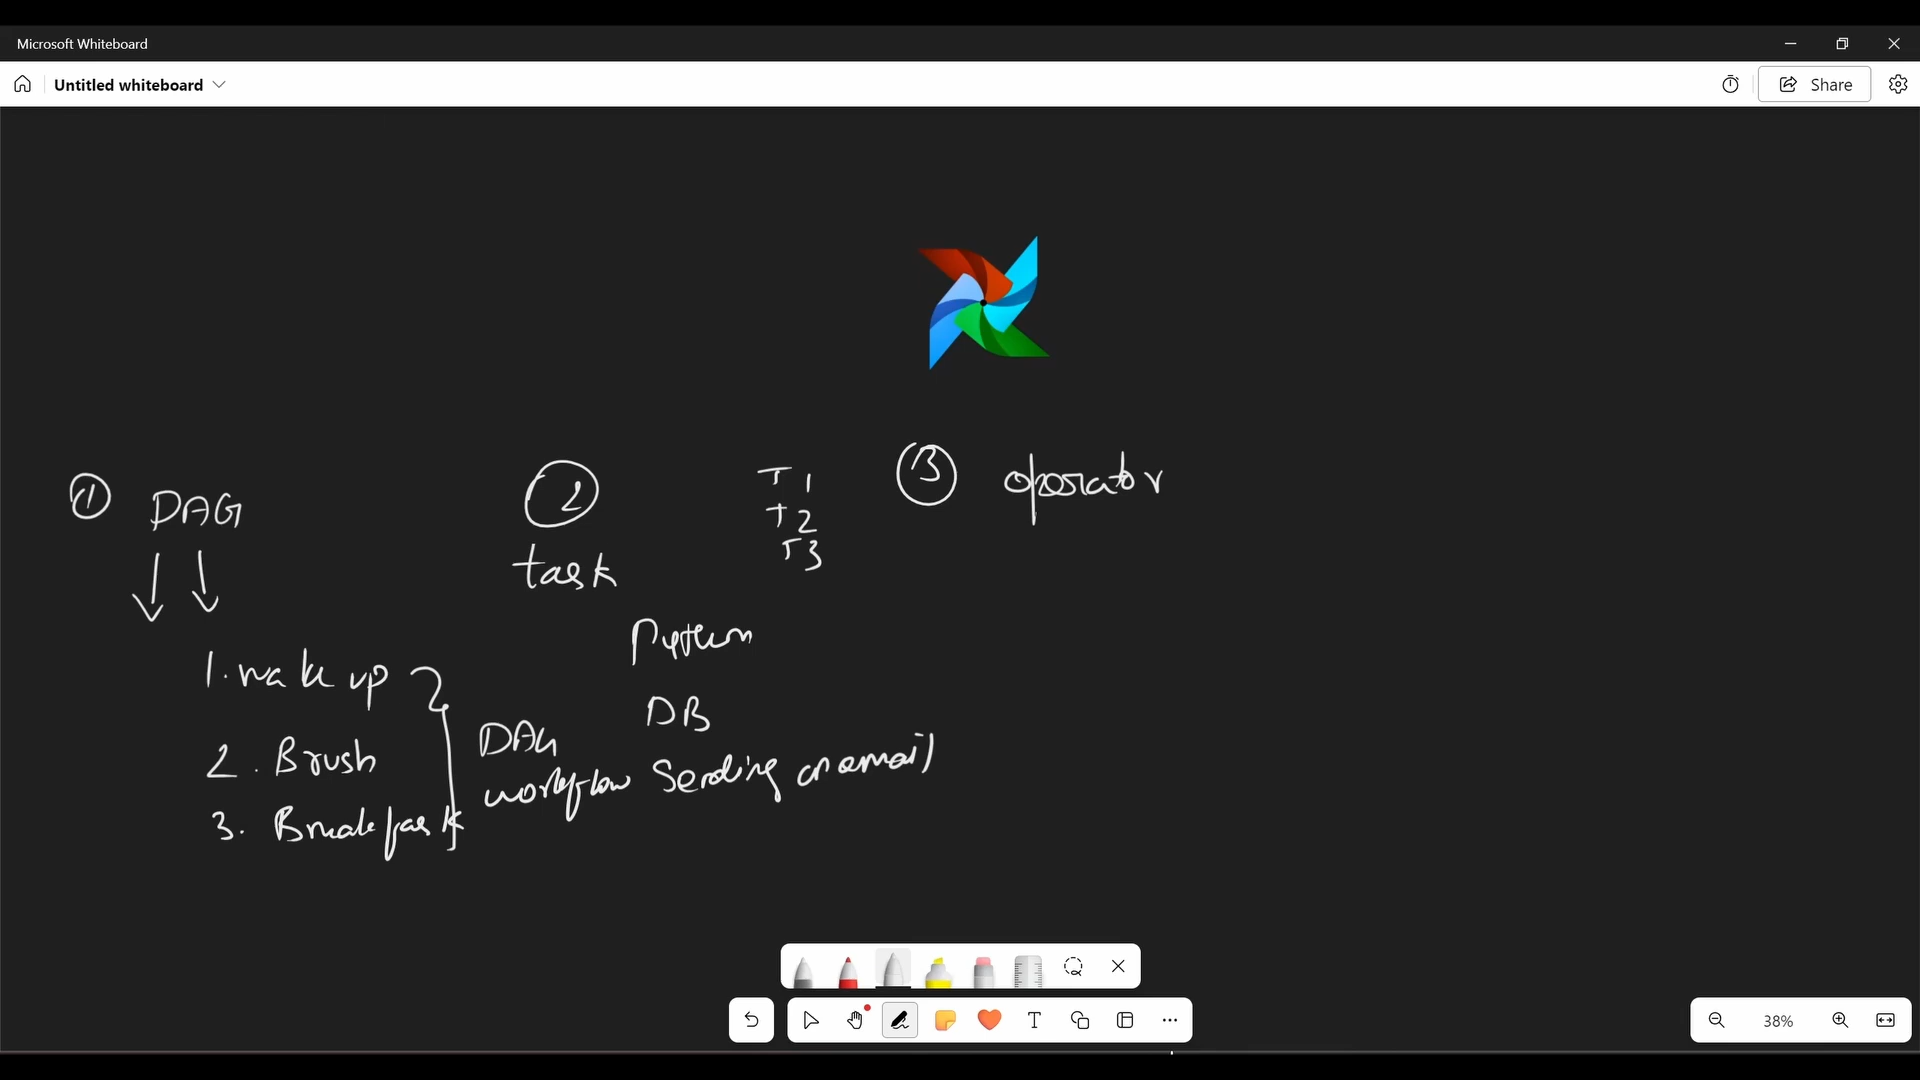 Microsoft Whiteboard
Untitled whiteboard
Share
1 DAG
1. wake up
2. Brush
3. Breakfask
DAG
workflow
2
task
T1
T2
T3
Python
DB
Sending an email
3 operator
38%